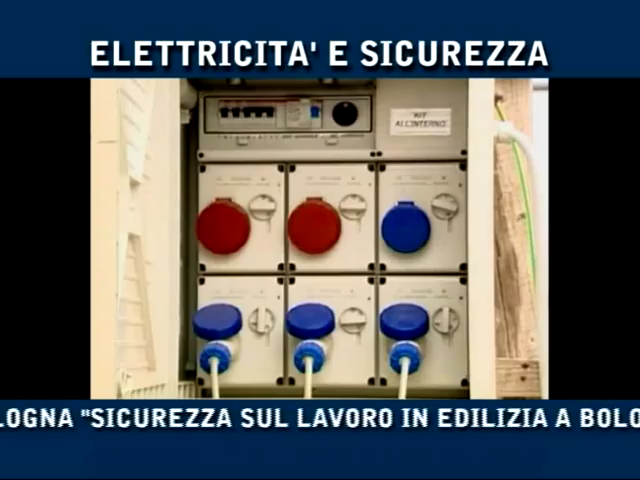 ELETTRICITA' E SICUREZZA
KIT
ALL'INTERNO
LOGNA "SICUREZZA SUL LAVORO IN EDILIZIA A BOLO